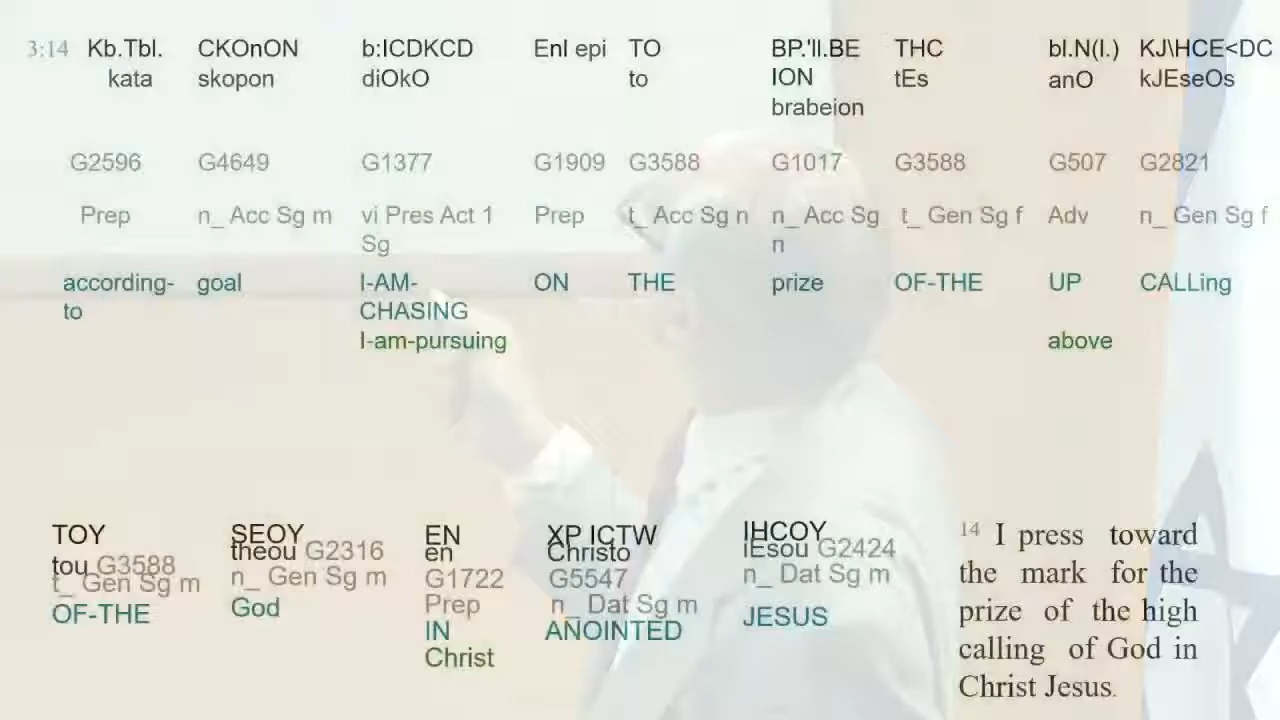 3:14 Kb.Tbl. CKOnON b:ICDKCD EnI epi TO BP.'II.BE THC bl.N(I.) KJ\HCE<DC
kata skopon diOkO to ION tEs anO kJEseOs
brabeion
G2596 G4649 G1377 G1909 G3588 G1017 G3588 G507 G2821
Prep n_ Acc Sg m vi Pres Act 1 Prep t_ Acc Sg n n_ Acc Sg t_ Gen Sg f Adv n_ Gen Sg f
Sg n
according- goal I-AM- ON THE prize OF-THE UP CALLing
to CHASING
I-am-pursuing above
TOY SEOY EN XP ICTW IHCOY
tou G3588 theou G2316 en Christo iEsou G2424
t_ Gen Sg m n_ Gen Sg m G1722 G5547 n_ Dat Sg m
OF-THE God Prep n_ Dat Sg m JESUS
IN ANOINTED
Christ
14 I press toward
the mark for the
prize of the high
calling of God in
Christ Jesus.